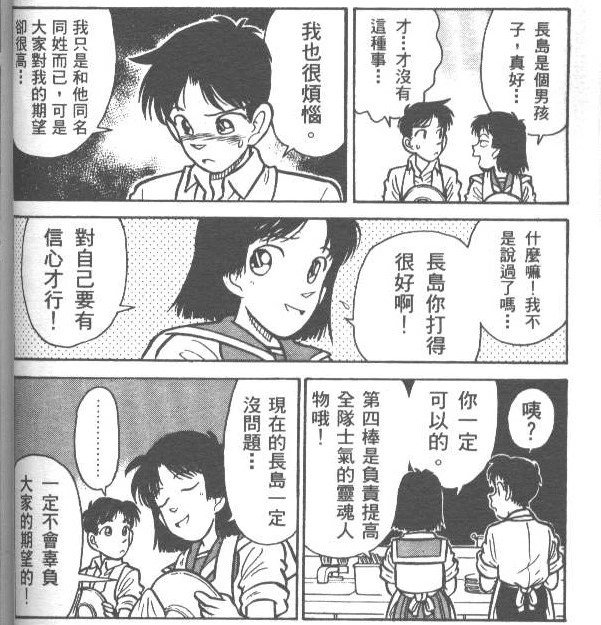 長島是個男孩
子，真好…
才…才沒有
這種事…
我也很煩惱。
我只是和他同名
同姓而已，可是
大家對我的期望
卻很高…
什麼嘛！我不
是說過了嗎…
長島你打得
很好啊！
對自己要有
信心才行！
咦？
你一定
可以的。
第四棒是負責提高
全隊士氣的靈魂人
物哦！
現在的長島一定
沒問題…
………
一定不會辜負
大家的期望的！